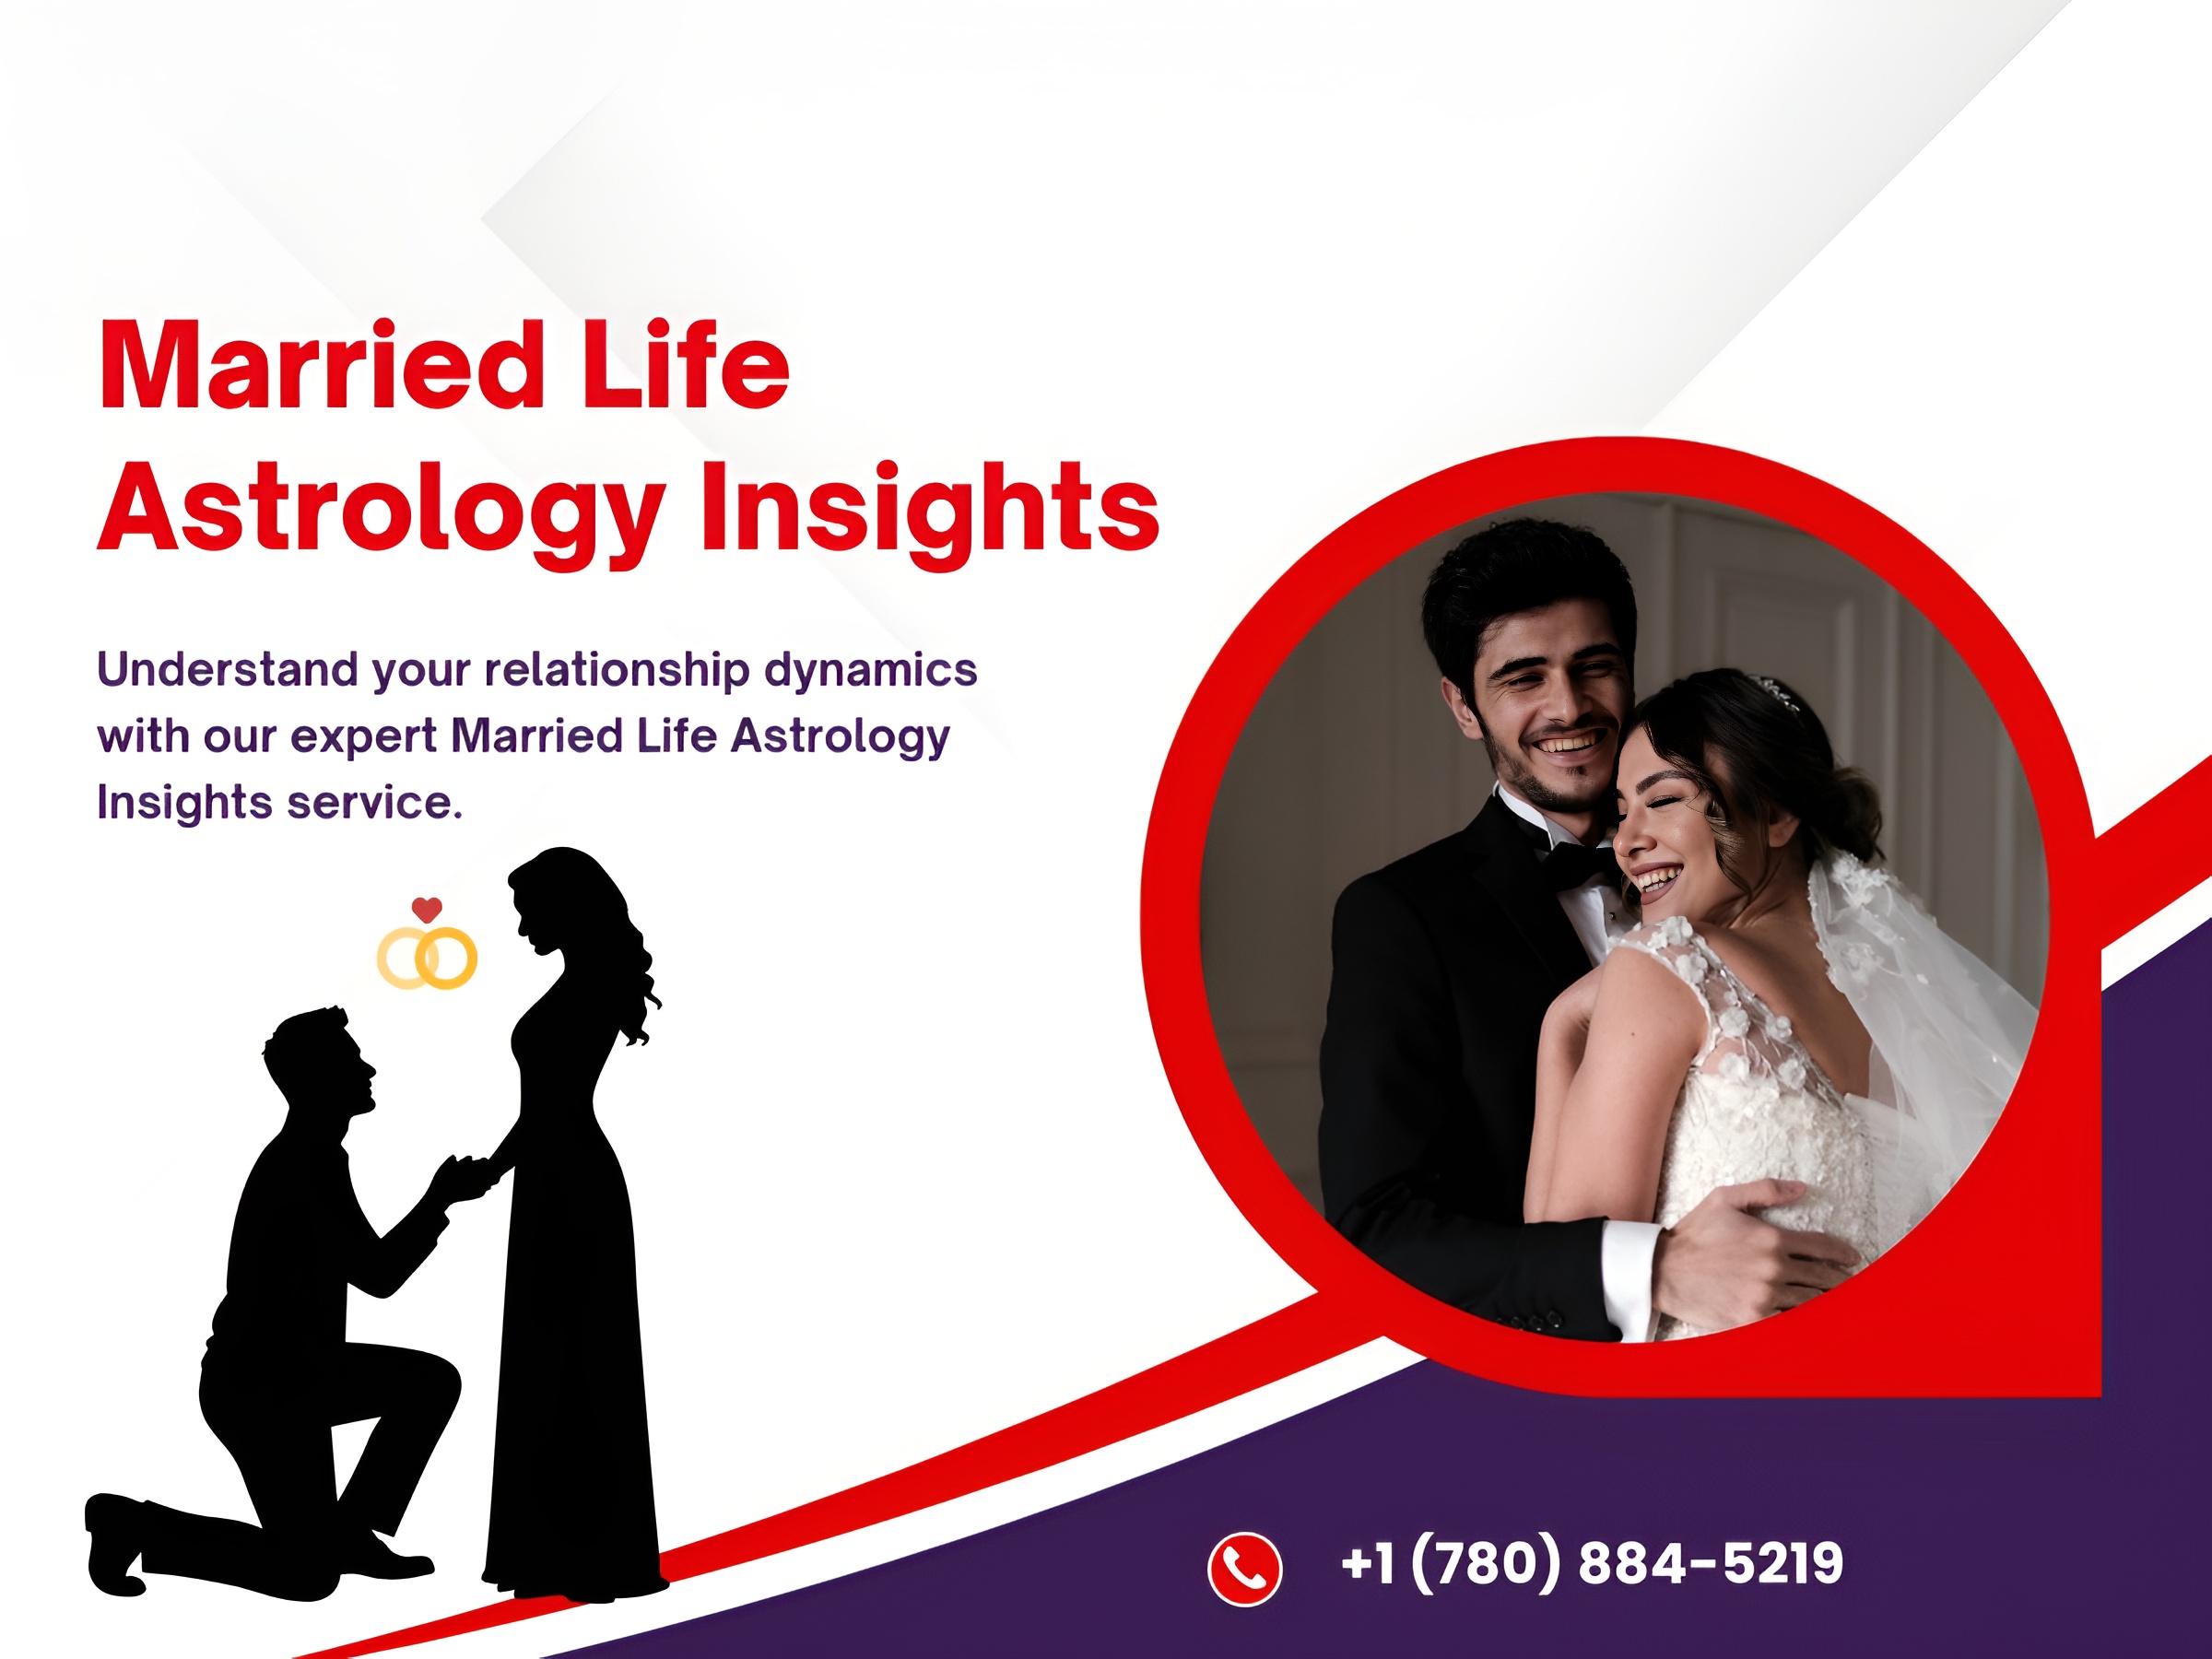 Married Life
Astrology Insights
Understand your relationship dynamics
with our expert Married Life Astrology
Insights service.
+1 (780) 884-5219